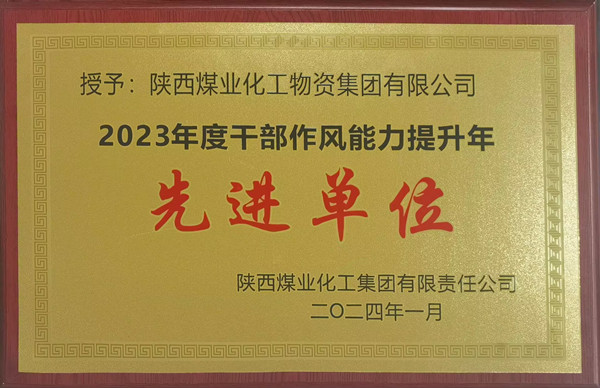 授予：陕西煤业化工物资集团有限公司
2023年度干部作风能力提升年
先进单位
陕西煤业化工集团有限责任公司
二〇二四年一月